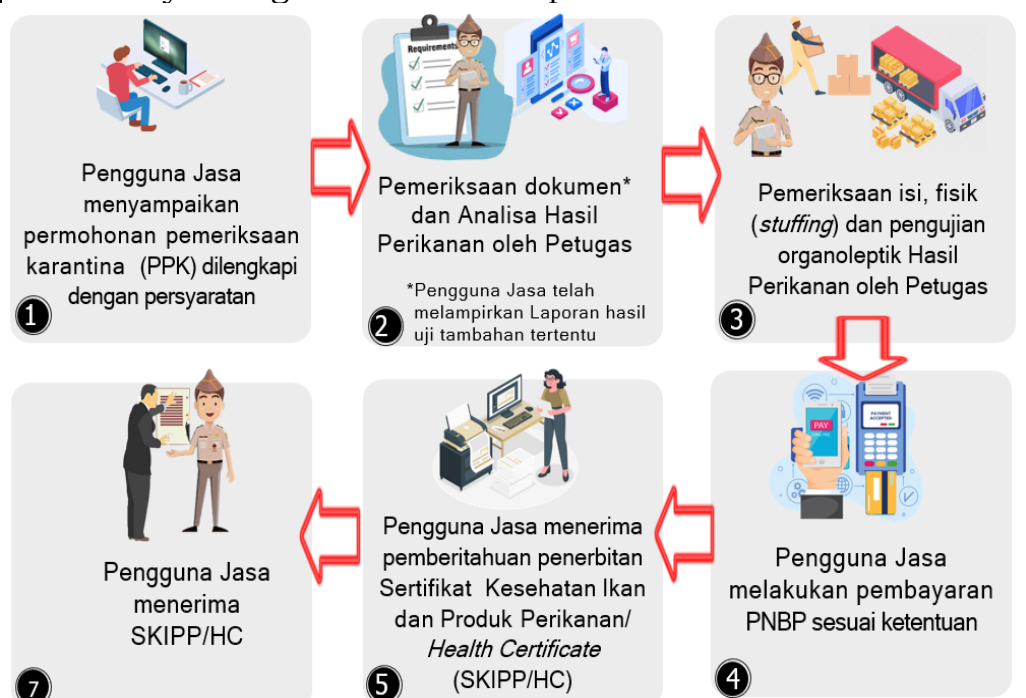 Pengguna Jasa
menyampaikan
permohonan pemeriksaan
karantina (PPK) dilengkapi
dengan persyaratan
1
Requirements
Pemeriksaan dokumen*
dan Analisa Hasil
Perikanan oleh Petugas
*Pengguna Jasa telah
melampirkan Laporan hasil
uji tambahan tertentu
2
Pemeriksaan isi, fisik
(stuffing) dan pengujian
organoleptik Hasil
Perikanan oleh Petugas
3
PAY
PAYMENT
ACCEPTED
Pengguna Jasa
melakukan pembayaran
PNBP sesuai ketentuan
4
Pengguna Jasa menerima
pemberitahuan penerbitan
Sertifikat Kesehatan Ikan
dan Produk Perikanan/
Health Certificate
(SKIPP/HC)
5
Pengguna Jasa
menerima
SKIPP/HC
7